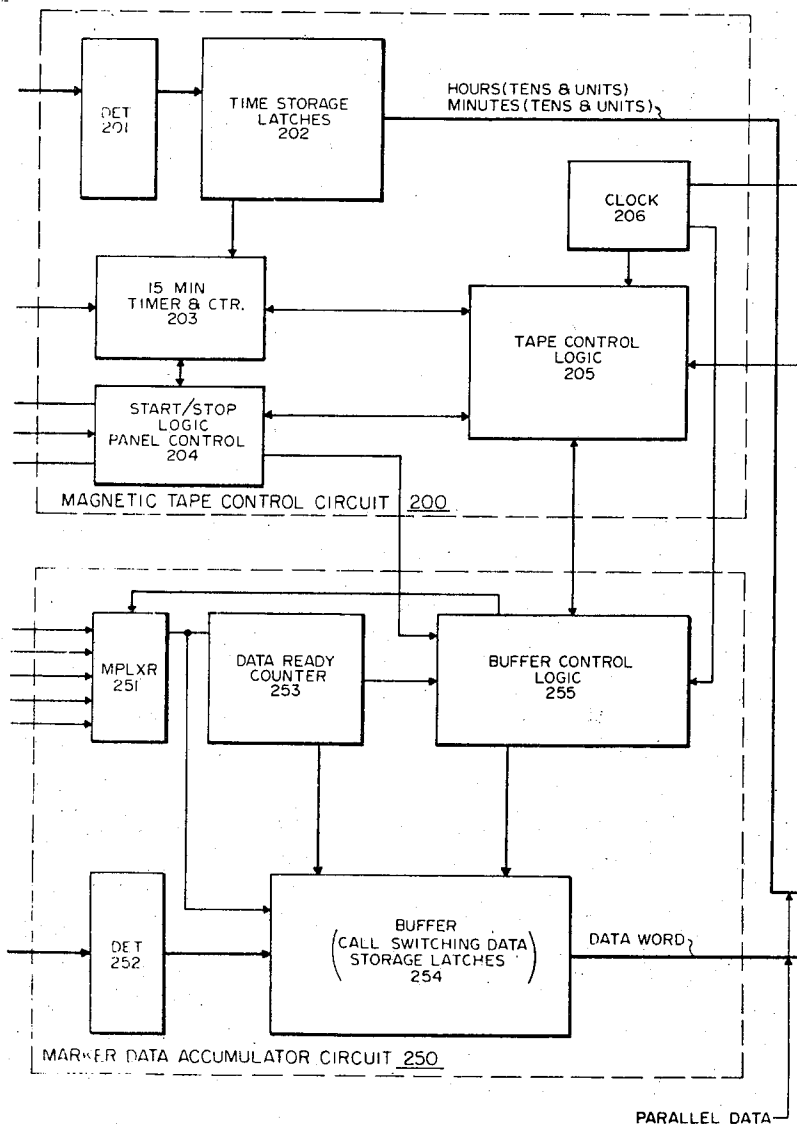 DET
201
TIME STORAGE
LATCHES
202
HOURS (TENS & UNITS)
MINUTES (TENS & UNITS)
CLOCK
206
15 MIN
TIMER & CTR.
203
TAPE CONTROL
LOGIC
205
START/STOP
LOGIC
PANEL CONTROL
204
MAGNETIC TAPE CONTROL CIRCUIT 200
MPLXR
251
DATA READY
COUNTER
253
BUFFER CONTROL
LOGIC
255
DET
252
BUFFER
(CALL SWITCHING DATA
STORAGE LATCHES)
254
DATA WORD
MARKER DATA ACCUMULATOR CIRCUIT 250
PARALLEL DATA